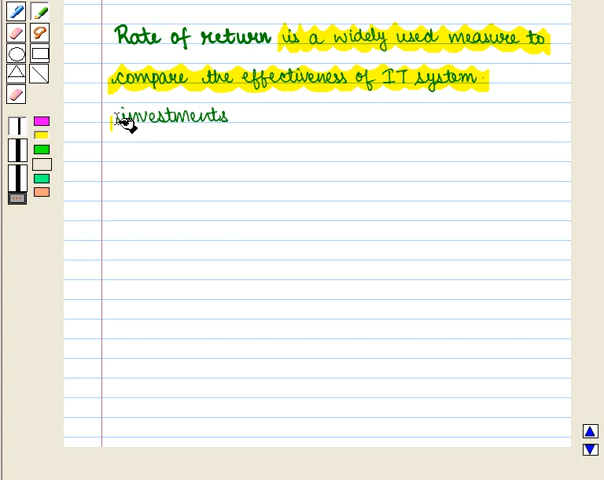 Rate of return is a widely used measure to
compare the effectiveness of IT system
investments